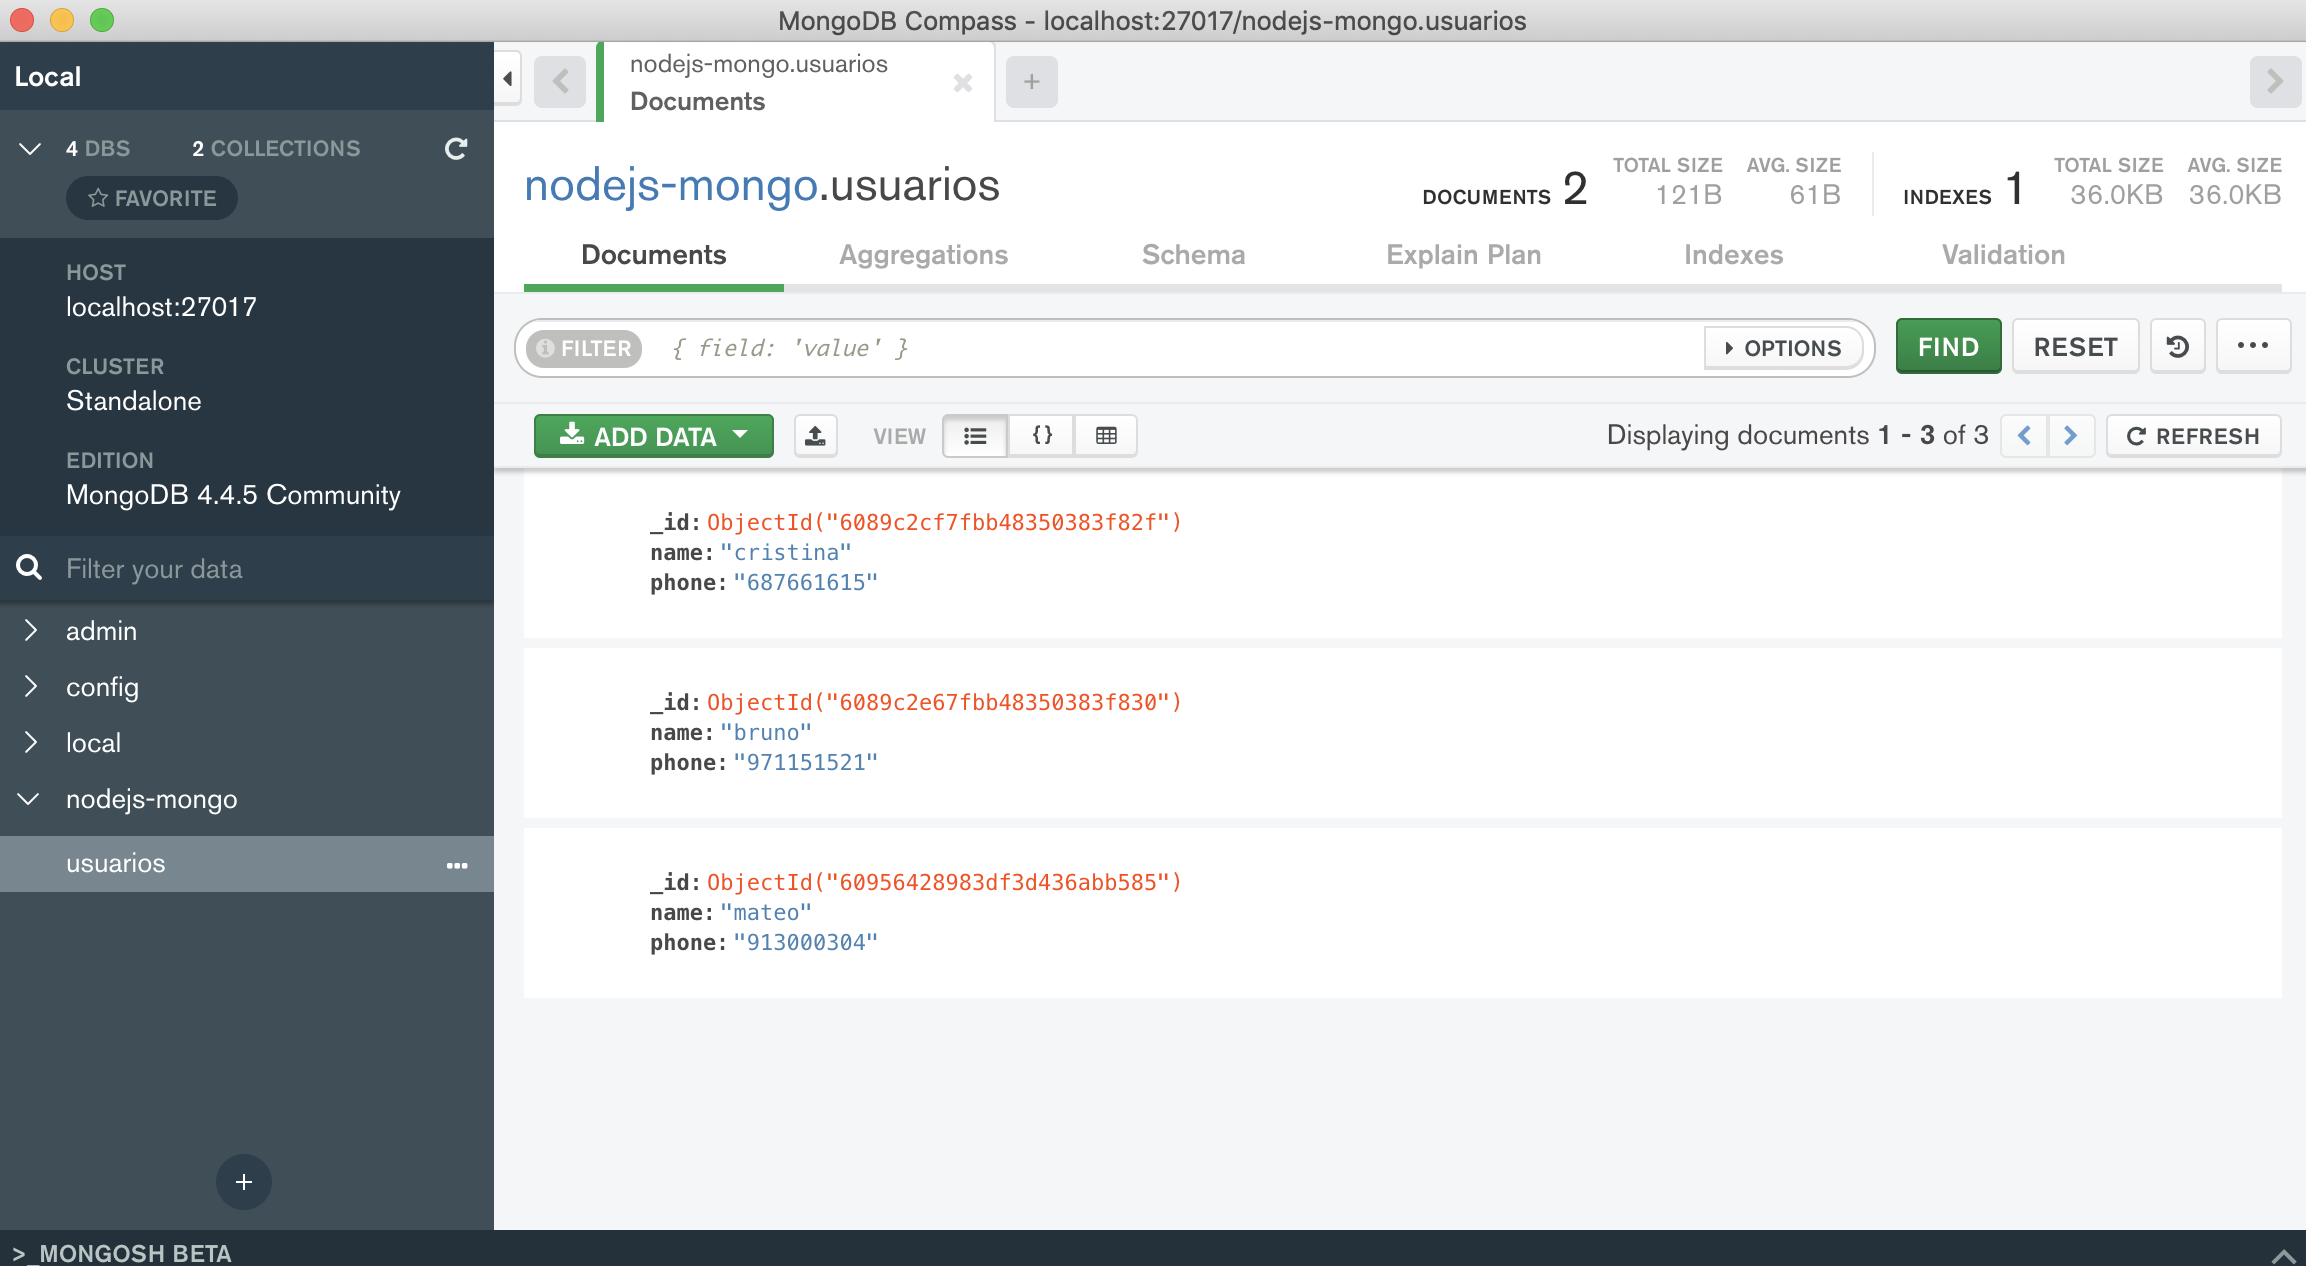 MongoDB Compass - localhost:27017/nodejs-mongo.usuarios
Local
4 DBS 2 COLLECTIONS
FAVORITE
HOST
localhost:27017
CLUSTER
Standalone
EDITION
MongoDB 4.4.5 Community
Filter your data
admin
config
local
nodejs-mongo
usuarios
>_MONGOSH BETA
nodejs-mongo.usuarios
Documents
nodejs-mongo.usuarios
DOCUMENTS 2
TOTAL SIZE
121B
AVG. SIZE
61B
INDEXES 1
TOTAL SIZE
36.0KB
AVG. SIZE
36.0KB
Documents Aggregations Schema Explain Plan Indexes Validation
FILTER { field: 'value' } OPTIONS FIND RESET
ADD DATA VIEW {} Displaying documents 1 - 3 of 3 REFRESH
_id: ObjectId("6089c2cf7fbb48350383f82f")
name: "cristina"
phone: "687661615"
_id: ObjectId("6089c2e67fbb48350383f830")
name: "bruno"
phone: "971151521"
_id: ObjectId("60956428983df3d436abb585")
name: "mateo"
phone: "913000304"